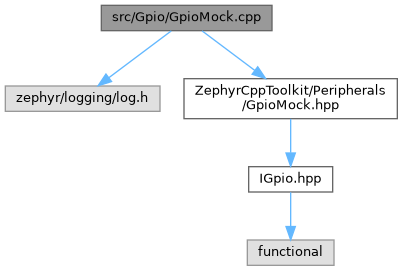 src/Gpio/GpioMock.cpp
zephyr/logging/log.h
ZephyrCppToolkit/Peripherals
/GpioMock.hpp
IGpio.hpp
functional